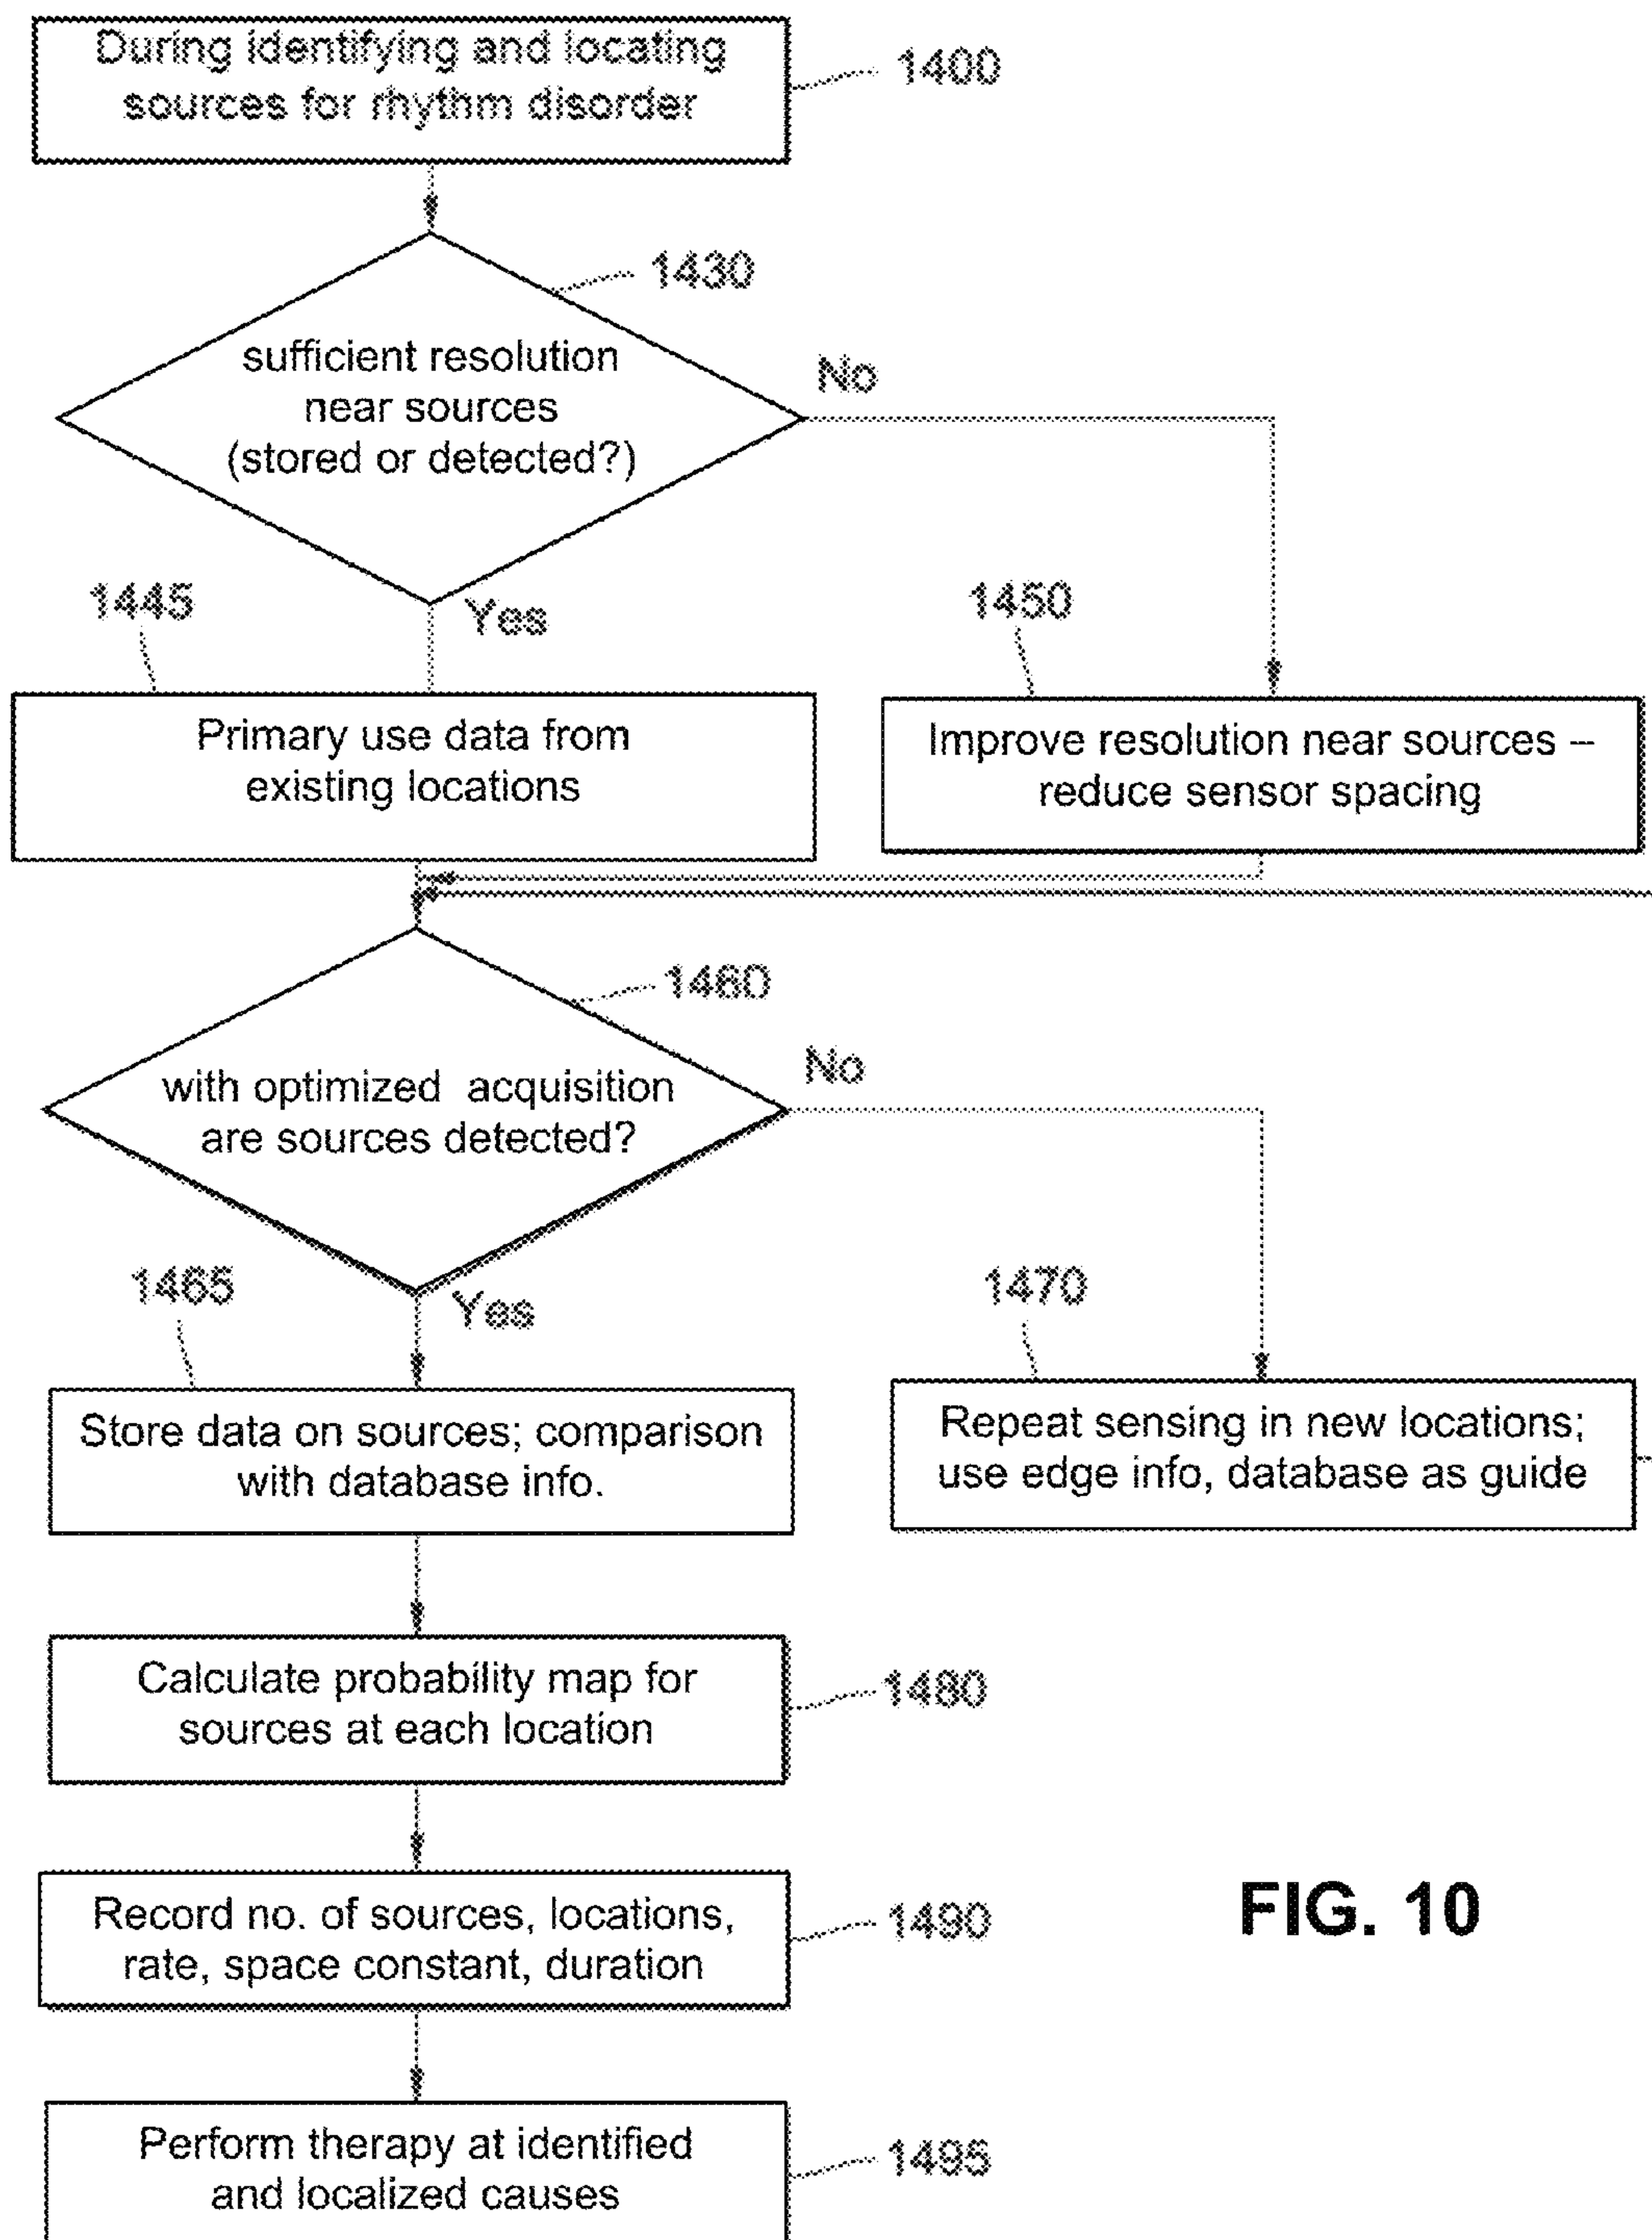 During identifying and locating
sources for rhythm disorder
1400
1430
sufficient resolution
near sources
(stored or detected?)
No
Yes
1445
1450
Primary use data from
existing locations
Improve resolution near sources –
reduce sensor spacing
1460
with optimized acquisition
are sources detected?
No
Yes
1465
1470
Store data on sources; comparison
with database info.
Repeat sensing in new locations;
use edge info, database as guide
Calculate probability map for
sources at each location
1480
Record no. of sources, locations,
rate, space constant, duration
1490
FIG. 10
Perform therapy at identified
and localized causes
1495